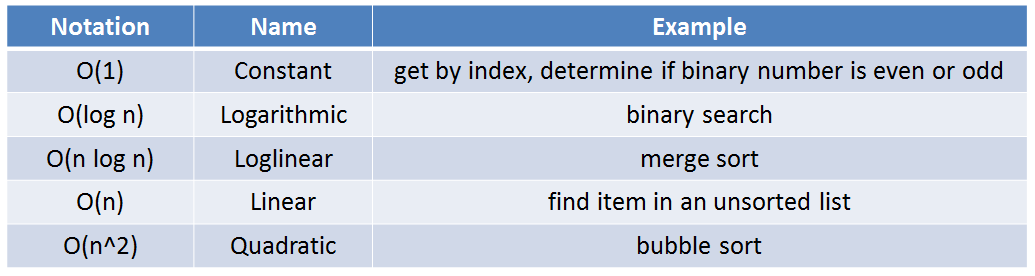 Notation Name Example
O(1) Constant get by index, determine if binary number is even or odd
O(log n) Logarithmic binary search
O(n log n) Loglinear merge sort
O(n) Linear find item in an unsorted list
O(n^2) Quadratic bubble sort